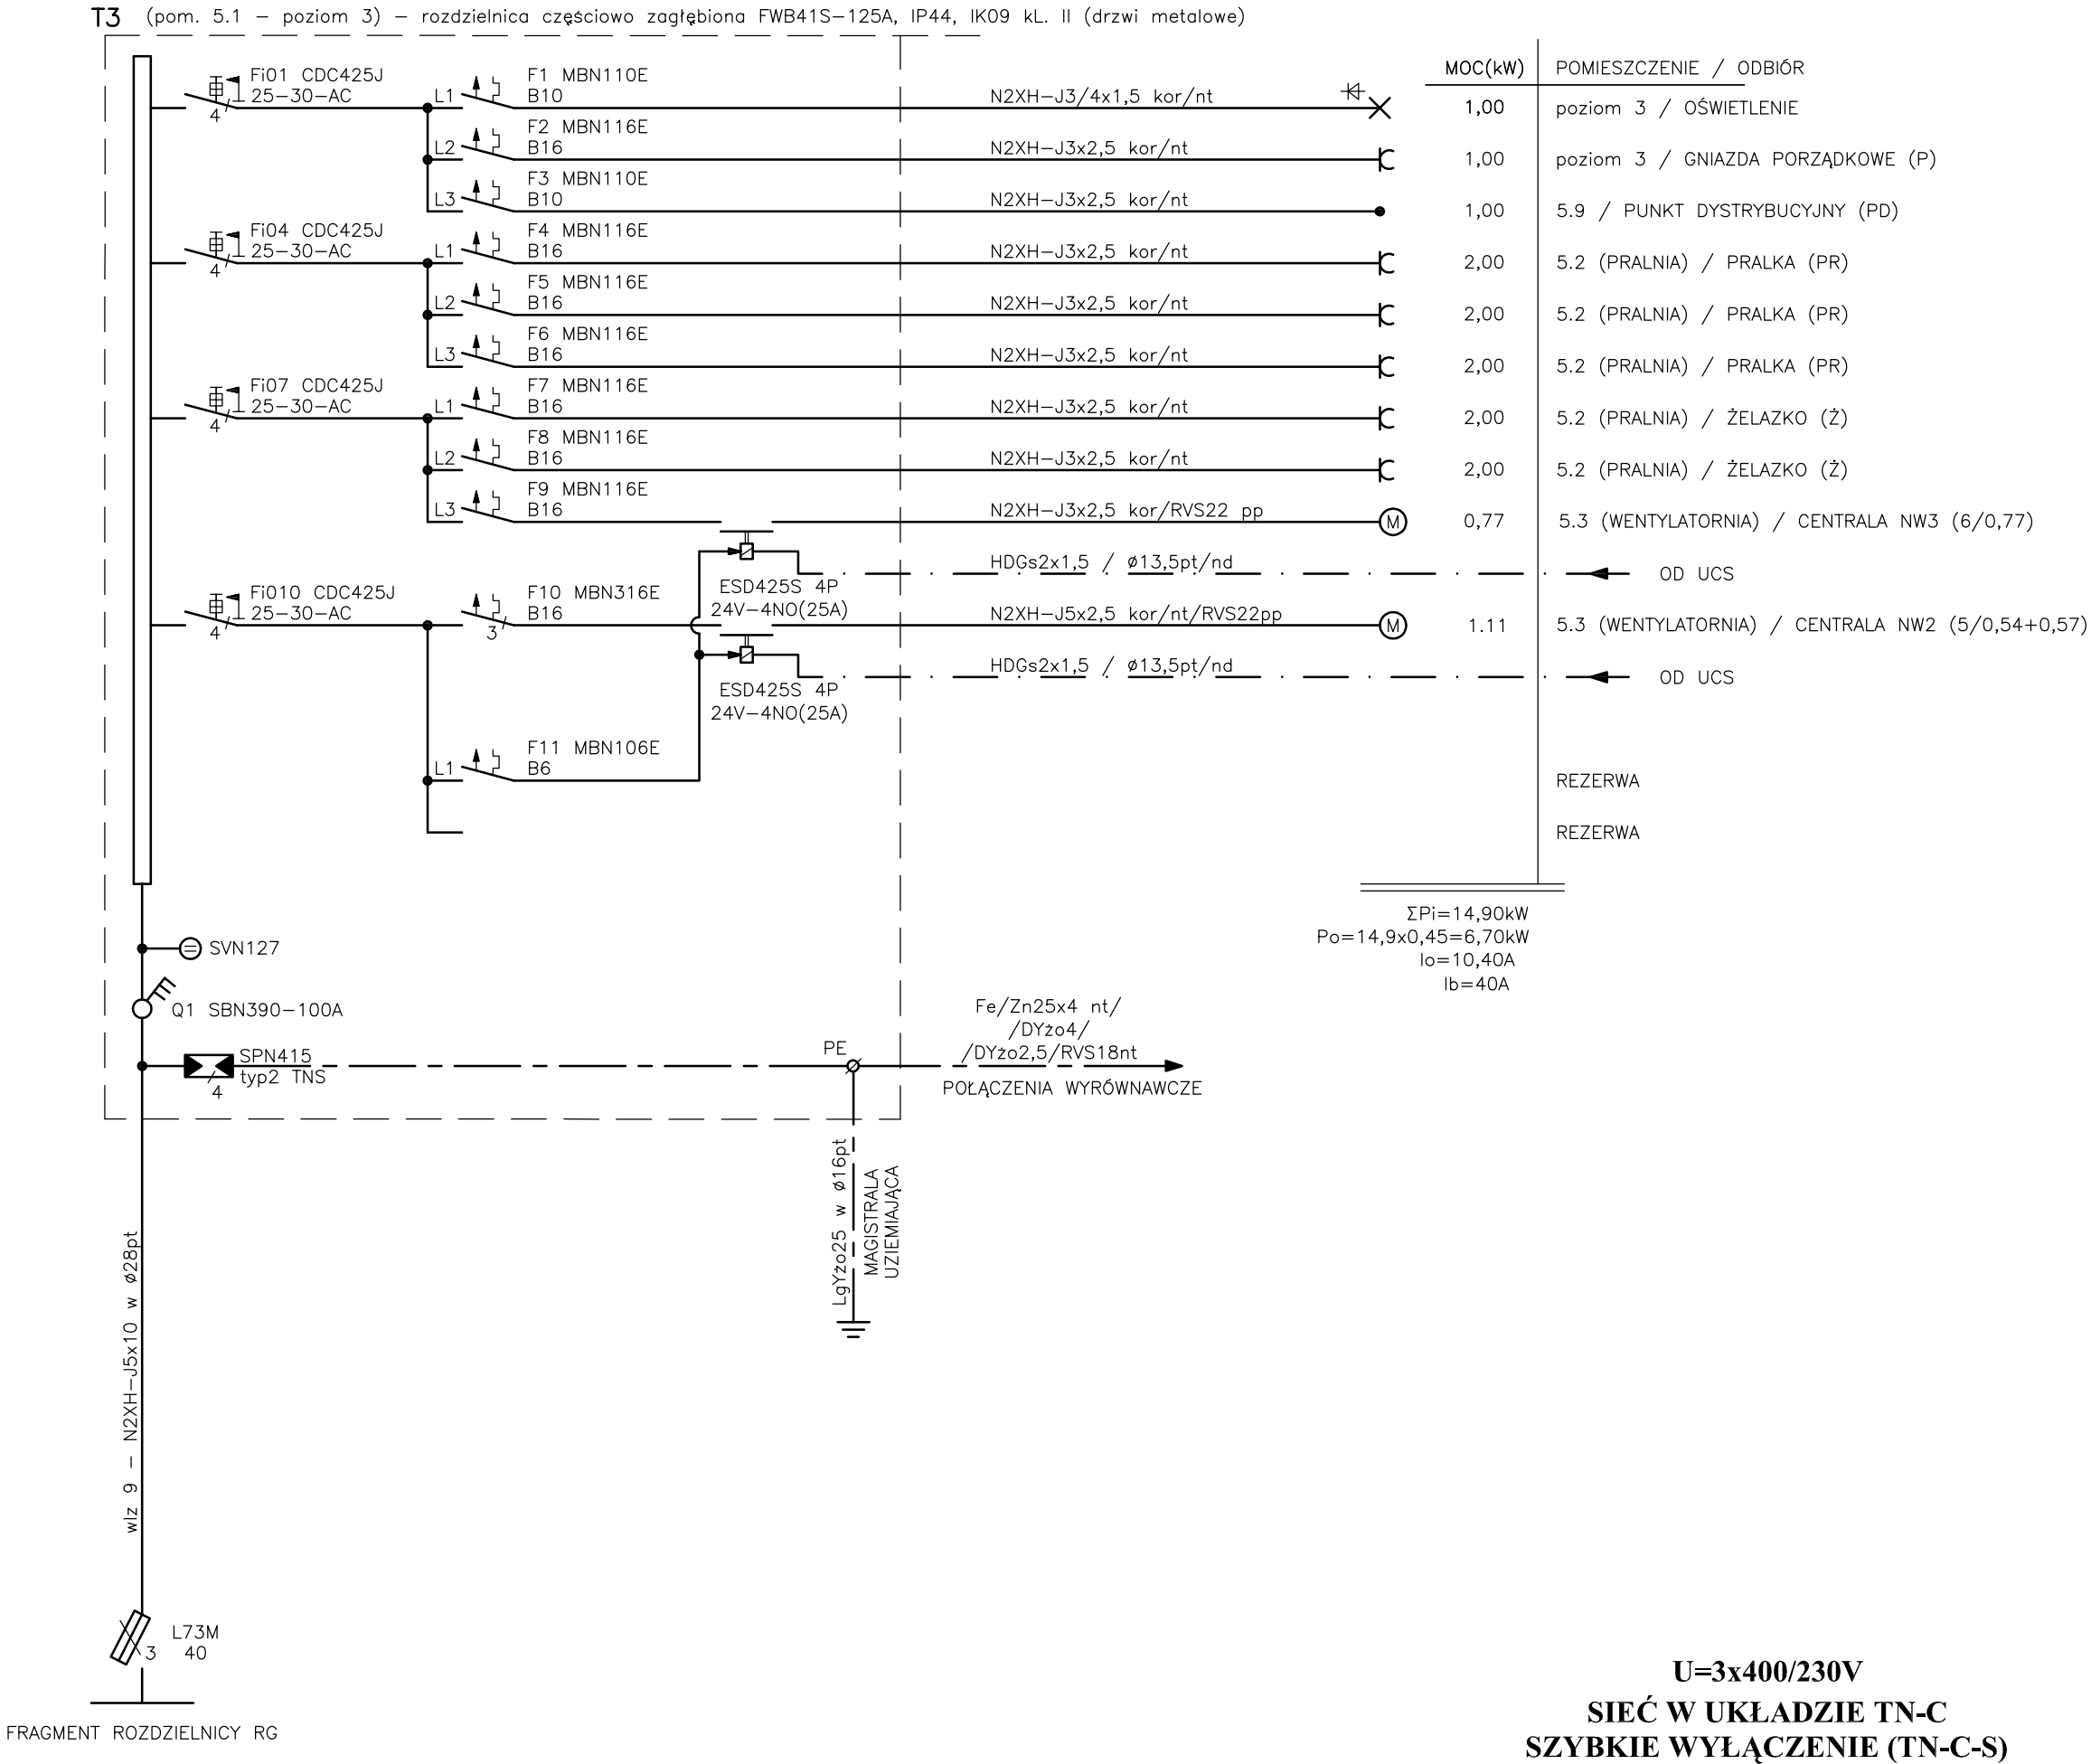 T3 (pom. 5.1 – poziom 3) – rozdzielnica częściowo zagłębiona FWB41S–125A, IP44, IK09 kL. II (drzwi metalowe)
MOC(kW) POMIESZCZENIE / ODBIÓR
Fi01 CDC425J
25–30–AC
4
L1
F1 MBN110E
B10
N2XH–J3/4x1,5 kor/nt
1,00
poziom 3 / OŚWIETLENIE
L2
F2 MBN116E
B16
N2XH–J3x2,5 kor/nt
1,00
poziom 3 / GNIAZDA PORZĄDKOWE (P)
L3
F3 MBN110E
B10
N2XH–J3x2,5 kor/nt
1,00
5.9 / PUNKT DYSTRYBUCYJNY (PD)
Fi04 CDC425J
25–30–AC
4
L1
F4 MBN116E
B16
N2XH–J3x2,5 kor/nt
2,00
5.2 (PRALNIA) / PRALKA (PR)
L2
F5 MBN116E
B16
N2XH–J3x2,5 kor/nt
2,00
5.2 (PRALNIA) / PRALKA (PR)
L3
F6 MBN116E
B16
N2XH–J3x2,5 kor/nt
2,00
5.2 (PRALNIA) / PRALKA (PR)
Fi07 CDC425J
25–30–AC
4
L1
F7 MBN116E
B16
N2XH–J3x2,5 kor/nt
2,00
5.2 (PRALNIA) / ŻELAZKO (Ż)
L2
F8 MBN116E
B16
N2XH–J3x2,5 kor/nt
2,00
5.2 (PRALNIA) / ŻELAZKO (Ż)
L3
F9 MBN116E
B16
N2XH–J3x2,5 kor/RVS22 pp
M
0,77
5.3 (WENTYLATORNIA) / CENTRALA NW3 (6/0,77)
HDGs2x1,5 / ø13,5pt/nd
OD UCS
ESD425S 4P
24V–4NO(25A)
Fi010 CDC425J
25–30–AC
4
F10 MBN316E
B16
3
N2XH–J5x2,5 kor/nt/RVS22pp
M
1.11
5.3 (WENTYLATORNIA) / CENTRALA NW2 (5/0,54+0,57)
HDGs2x1,5 / ø13,5pt/nd
OD UCS
ESD425S 4P
24V–4NO(25A)
L1
F11 MBN106E
B6
REZERWA
REZERWA
ΣPi=14,90kW
Po=14,9x0,45=6,70kW
Io=10,40A
Ib=40A
SVN127
Q1 SBN390–100A
SPN415
typ2 TNS
4
PE
Fe/Zn25x4 nt/
/DYżo4/
/DYżo2,5/RVS18nt
POŁĄCZENIA WYRÓWNAWCZE
LgYżo25 w ø16pt
MAGISTRALA
UZIEMIAJĄCA
wlz 9 – N2XH–J5x10 w ø28pt
L73M
40
3
FRAGMENT ROZDZIELNICY RG
U=3x400/230V
SIEĆ W UKŁADZIE TN-C
SZYBKIE WYŁĄCZENIE (TN-C-S)